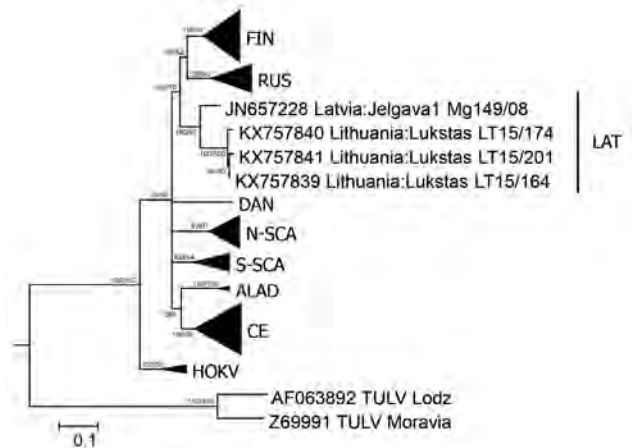 FIN
RUS
JN657228 Latvia:Jelgava1 Mg149/08
KX757840 Lithuania:Lukstas LT15/174
KX757841 Lithuania:Lukstas LT15/201
KX757839 Lithuania:Lukstas LT15/164
LAT
DAN
N-SCA
S-SCA
ALAD
CE
HOKV
AF063892 TULV Lodz
Z69991 TULV Moravia
0.1